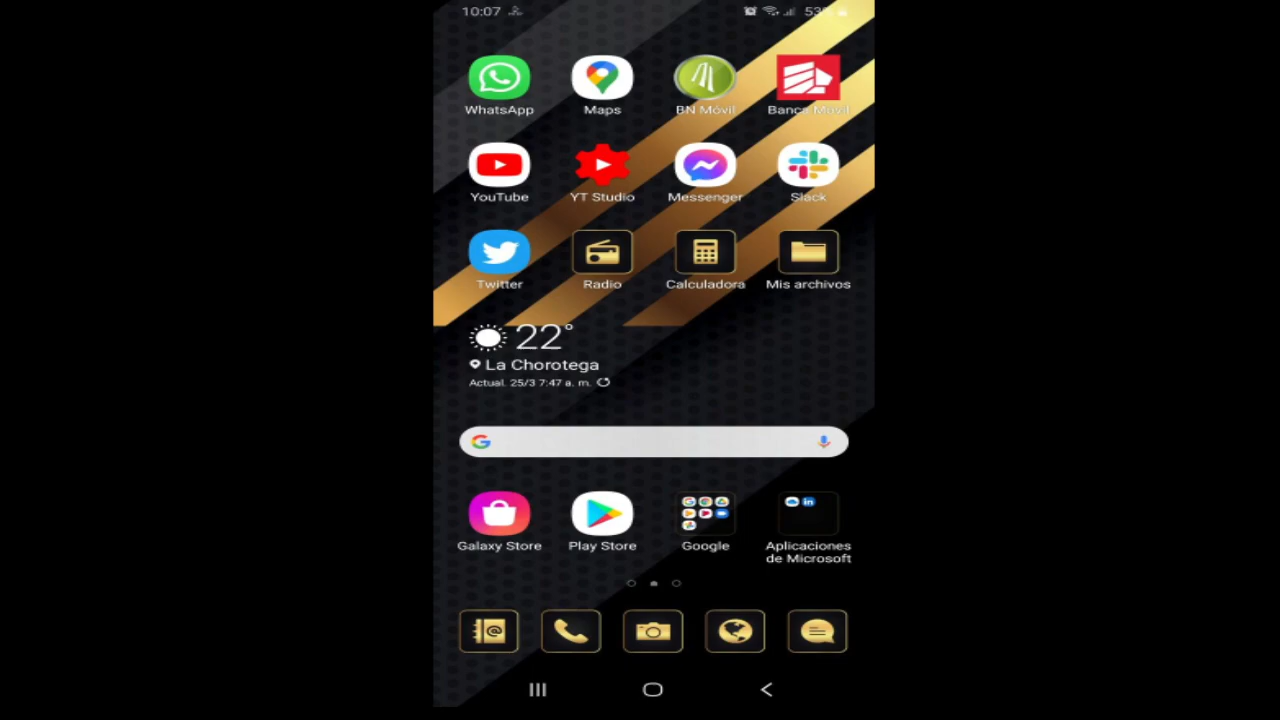 10:07 53%
WhatsApp Maps BN Móvil Banca Móvil
YouTube YT Studio Messenger Slack
Twitter Radio Calculadora Mis archivos
22°
La Chorotega
Actual. 25/3 7:47 a. m.
Galaxy Store Play Store Google Aplicaciones
de Microsoft